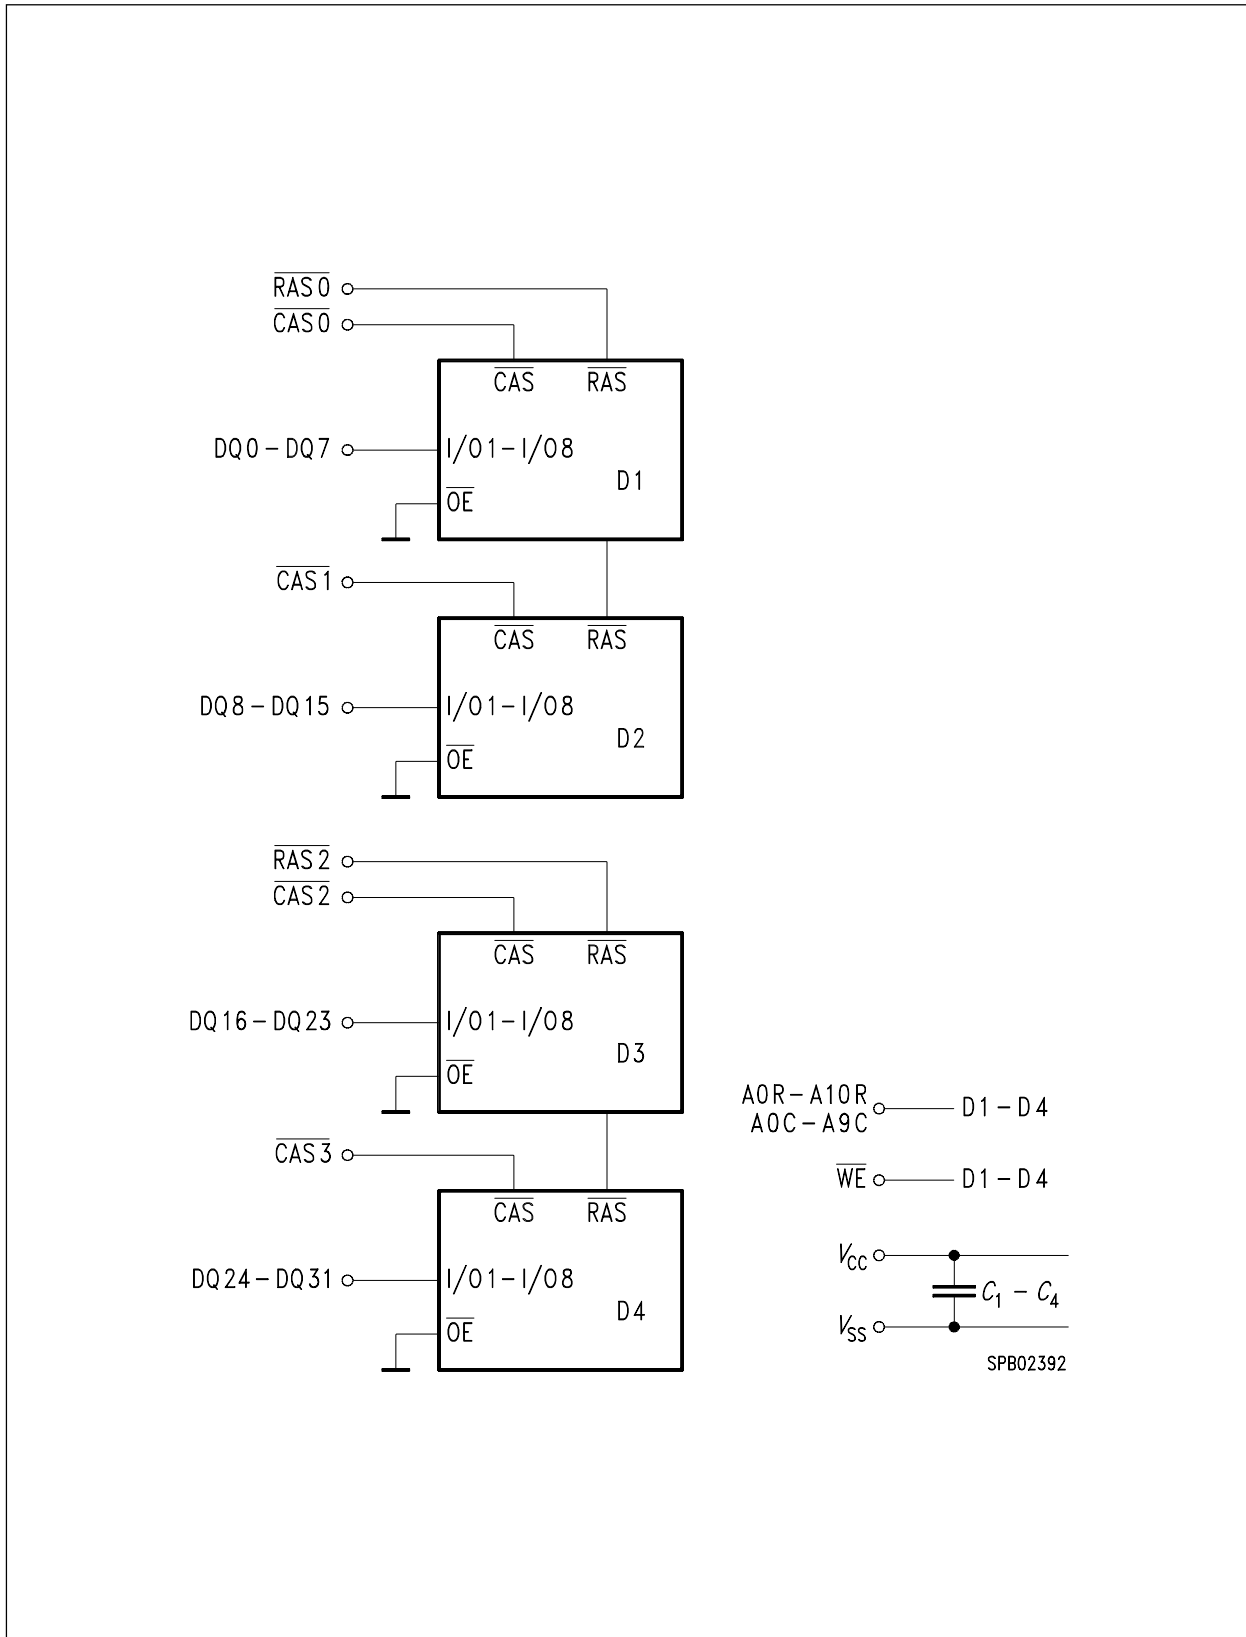 RAS0
CAS0
CAS RAS
DQ0-DQ7 I/O1-I/O8
D1
OE
CAS1
CAS RAS
DQ8-DQ15 I/O1-I/O8
D2
OE
RAS2
CAS2
CAS RAS
DQ16-DQ23 I/O1-I/O8
D3
OE
CAS3
CAS RAS
DQ24-DQ31 I/O1-I/O8
D4
OE
A0R-A10R
A0C-A9C
D1-D4
WE D1-D4
VCC
C1 - C4
VSS
SPB02392